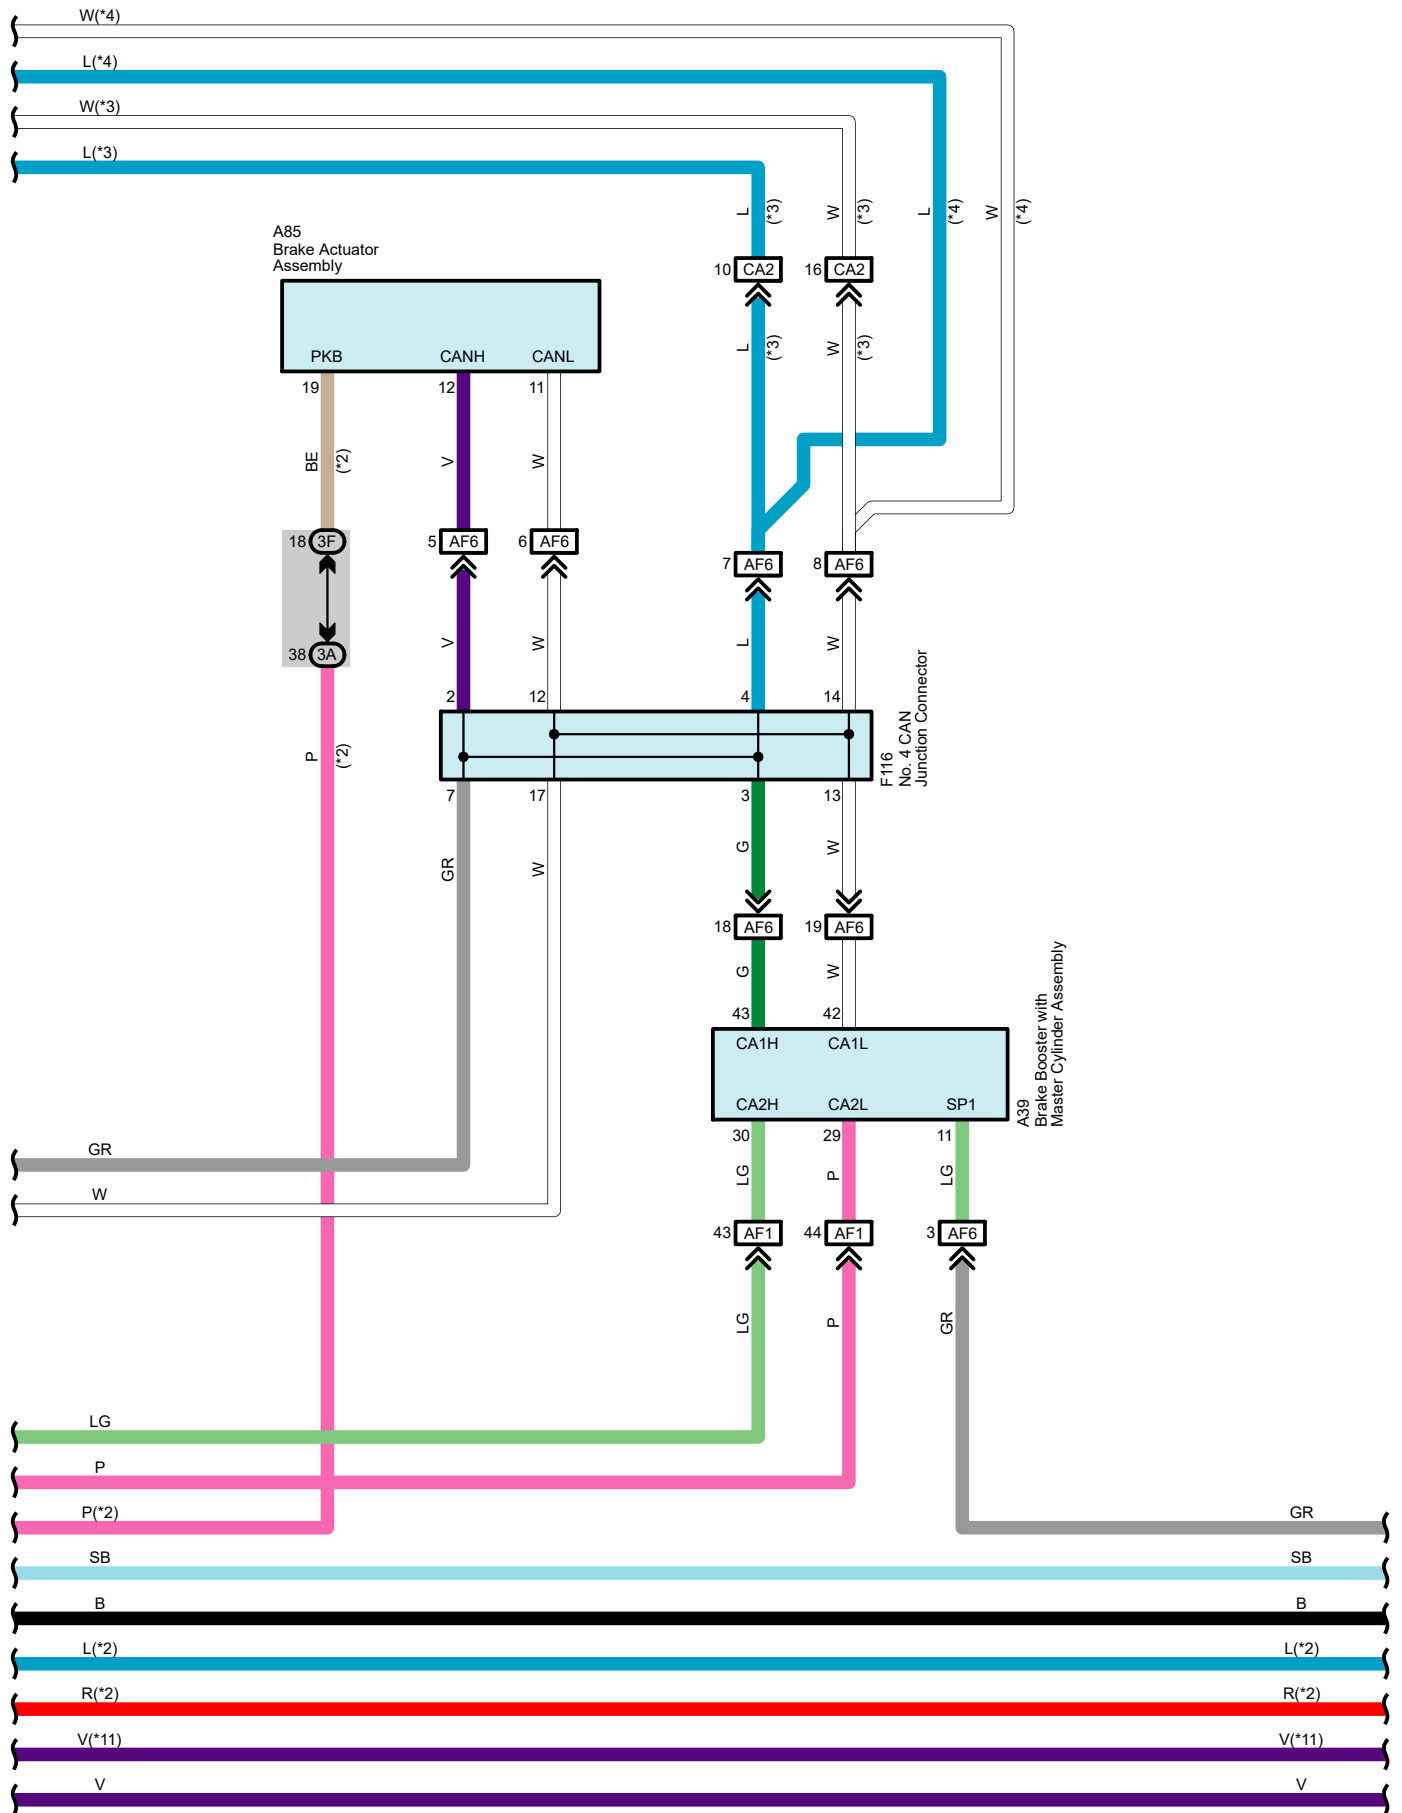 W(*4)
L(*4)
W(*3)
L(*3)
L
(*3)
W
(*3)
L
(*4)
W
(*4)
A85
Brake Actuator
Assembly
10 CA2
16 CA2
L
(*3)
W
(*3)
PKB CANH CANL
19 12 11
BE
(*2)
V
W
18 3F
5 AF6
6 AF6
7 AF6
8 AF6
38 3A
V
W
L
W
2 12 4 14
F116
No. 4 CAN
Junction Connector
P
(*2)
7 17 3 13
GR
W
G
W
18 AF6
19 AF6
G
W
43 42
CA1H CA1L
CA2H CA2L SP1
A39
Brake Booster with
Master Cylinder Assembly
30 29 11
GR
LG
P
LG
W
43 AF1
44 AF1
3 AF6
LG
P
GR
LG
P
P(*2) GR
SB SB
B B
L(*2) L(*2)
R(*2) R(*2)
V(*11) V(*11)
V V